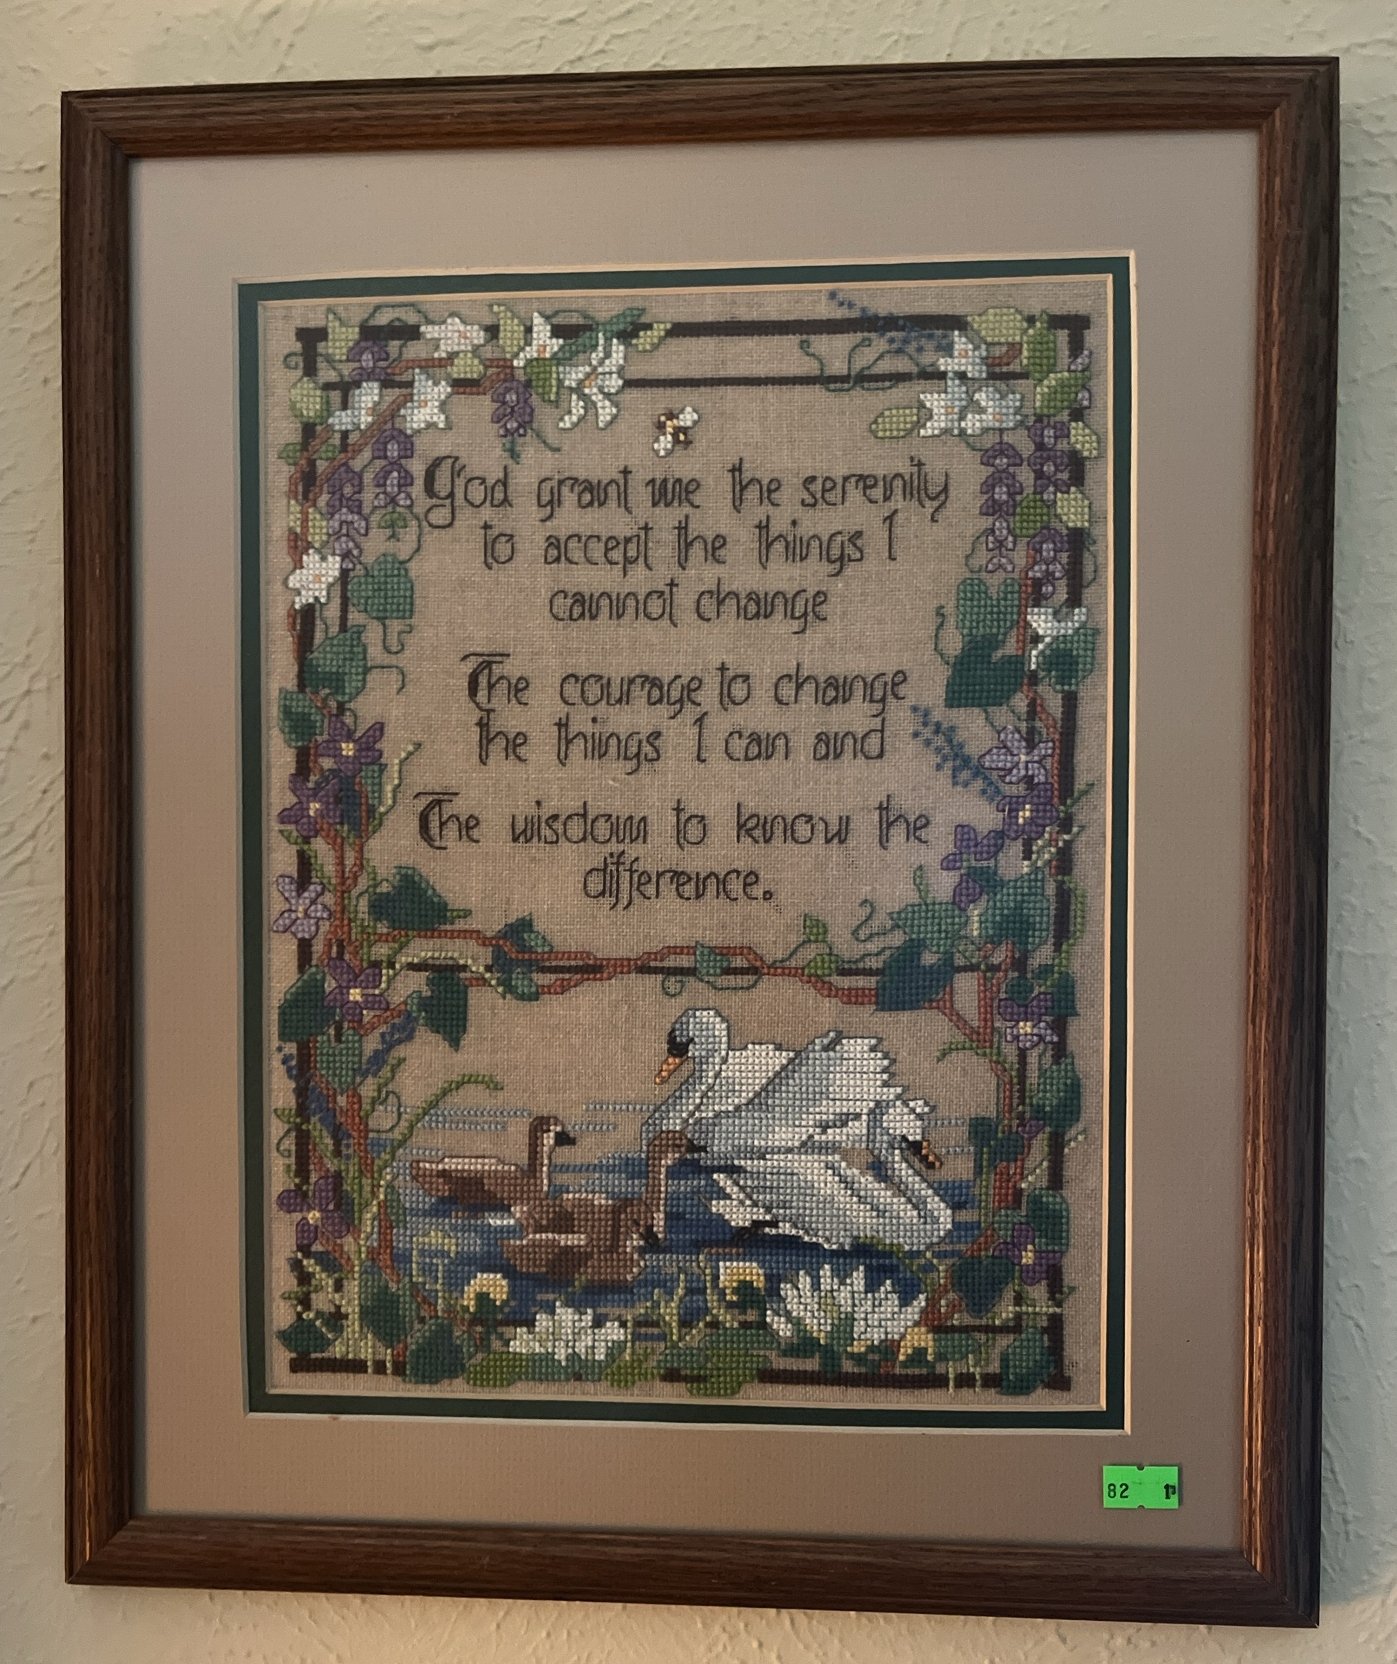 God grant me the serenity
to accept the things I
cannot change
The courage to change
the things I can and
The wisdom to know the
difference.
82